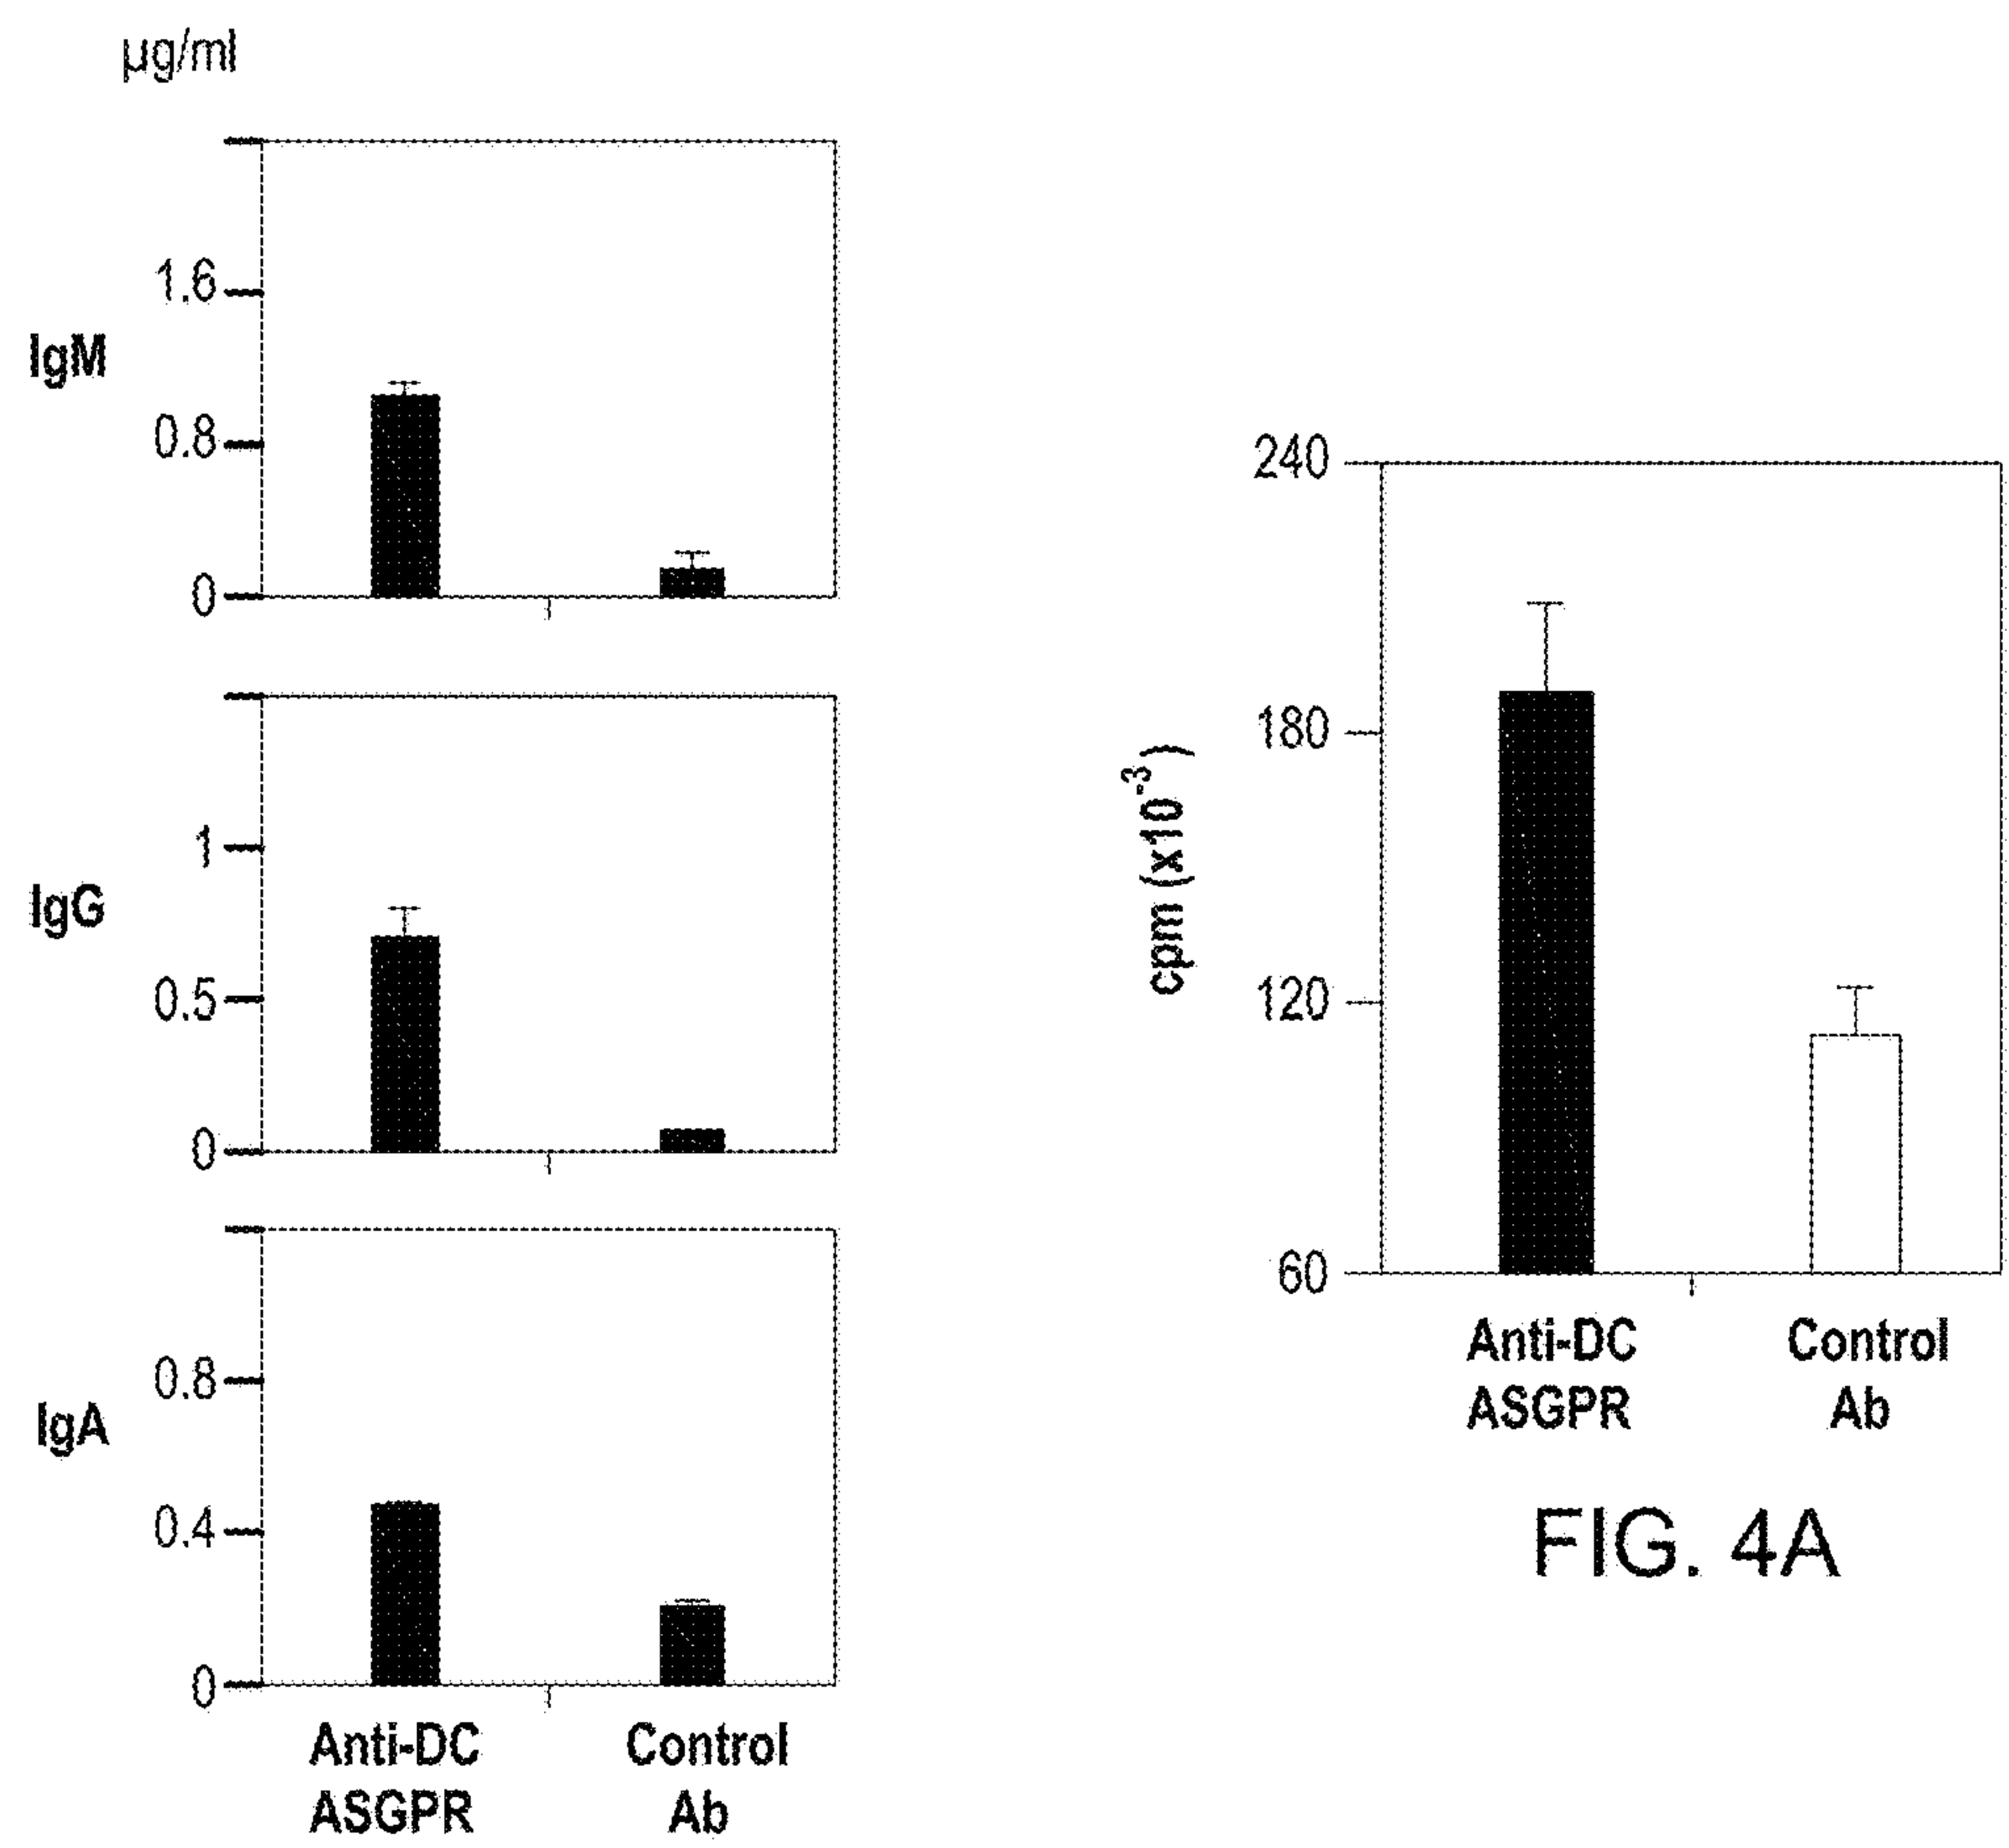 µg/ml
IgM
1.6
0.8
0
IgG
1
0.5
0
IgA
0.8
0.4
0
Anti-DC
ASGPR
Control
Ab
cpm (x10-3)
240
180
120
60
Anti-DC
ASGPR
Control
Ab
FIG. 4A